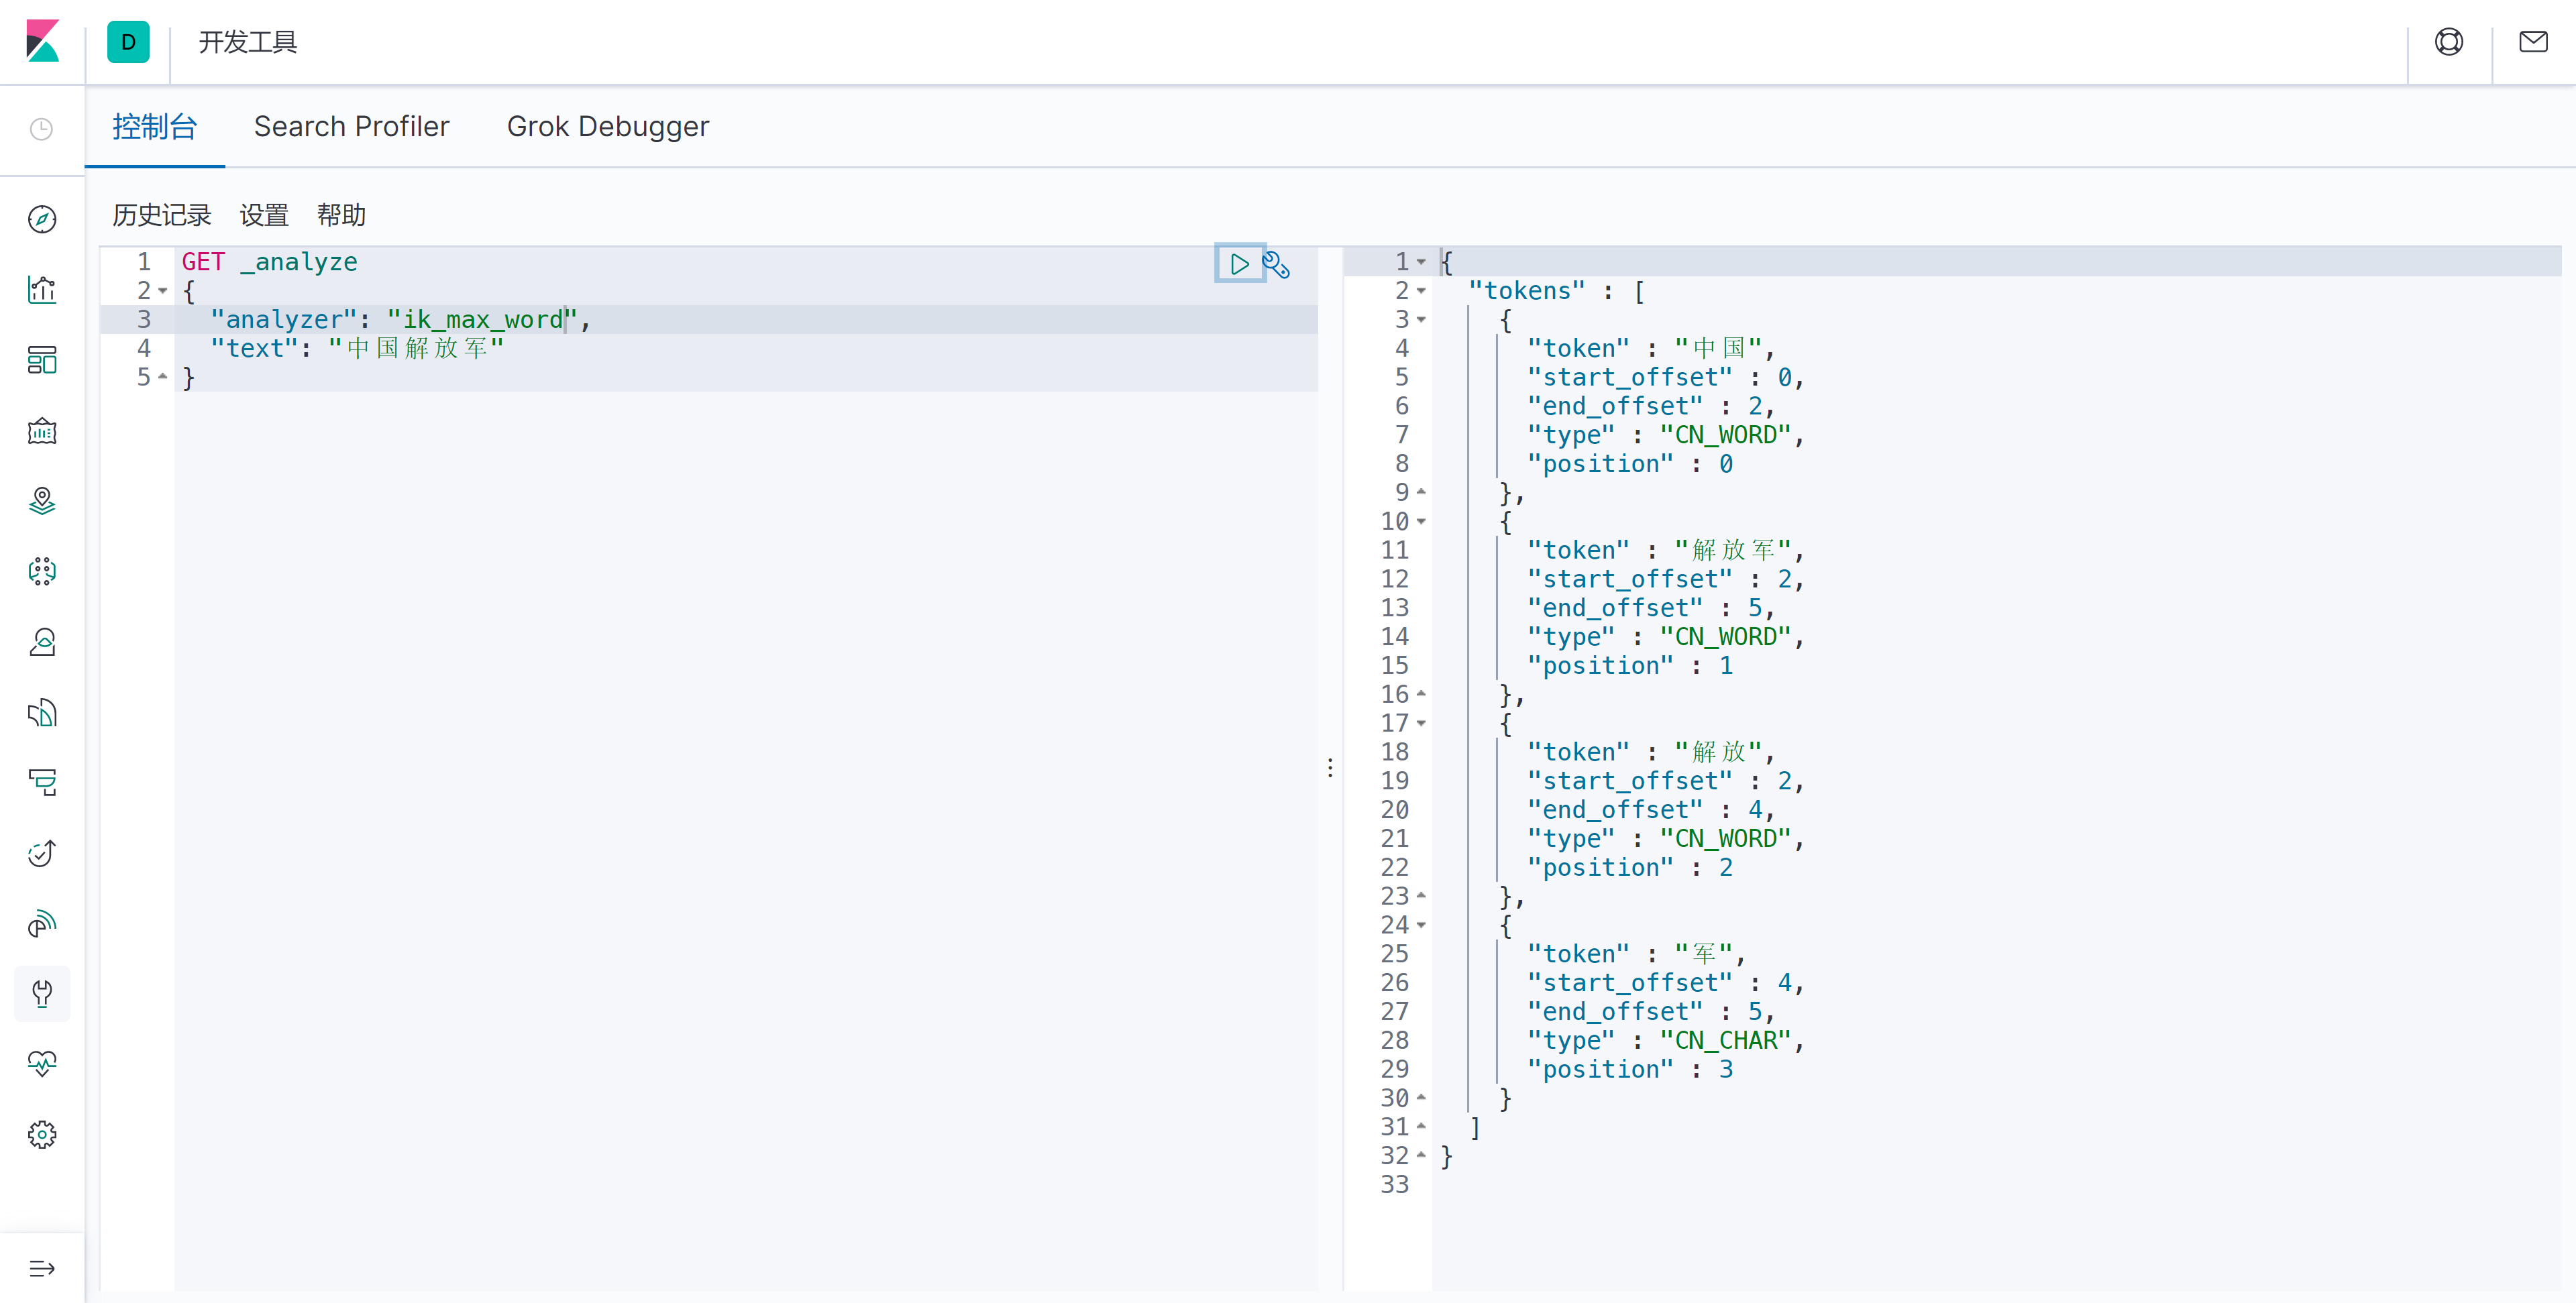 D 开发工具
控制台 Search Profiler Grok Debugger
历史记录 设置 帮助
1 GET _analyze
2 {
3 "analyzer": "ik_max_word",
4 "text": "中国解放军"
5 }
1 {
2 "tokens" : [
3 {
4 "token" : "中国",
5 "start_offset" : 0,
6 "end_offset" : 2,
7 "type" : "CN_WORD",
8 "position" : 0
9 },
10 {
11 "token" : "解放军",
12 "start_offset" : 2,
13 "end_offset" : 5,
14 "type" : "CN_WORD",
15 "position" : 1
16 },
17 {
18 "token" : "解放",
19 "start_offset" : 2,
20 "end_offset" : 4,
21 "type" : "CN_WORD",
22 "position" : 2
23 },
24 {
25 "token" : "军",
26 "start_offset" : 4,
27 "end_offset" : 5,
28 "type" : "CN_CHAR",
29 "position" : 3
30 }
31 ]
32 }
33